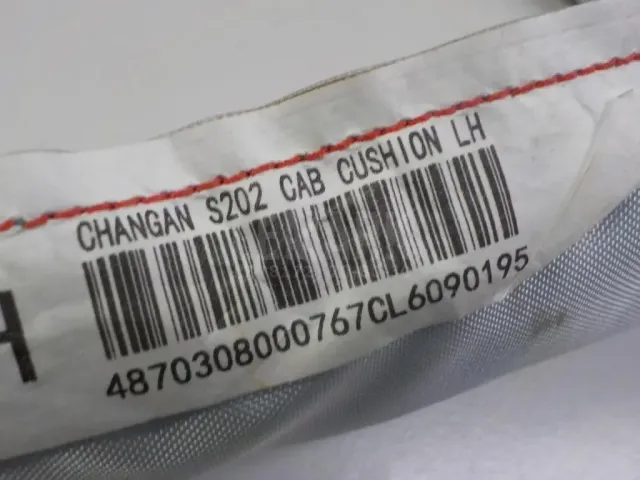 CHANGAN S202 CAB CUSHION LH
4870308000767CL6090195
H